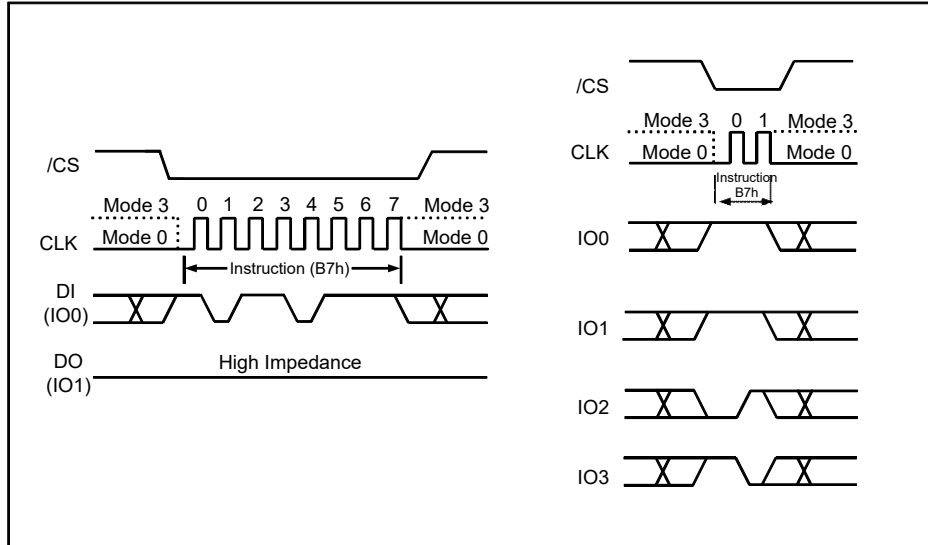 /CS
Mode 3 0 1 2 3 4 5 6 7 Mode 3
CLK Mode 0 Mode 0
Instruction (B7h)
DI
(IO0)
DO
(IO1)
High Impedance
/CS
Mode 3 0 1 Mode 3
CLK Mode 0 Mode 0
Instruction
B7h
IO0
IO1
IO2
IO3